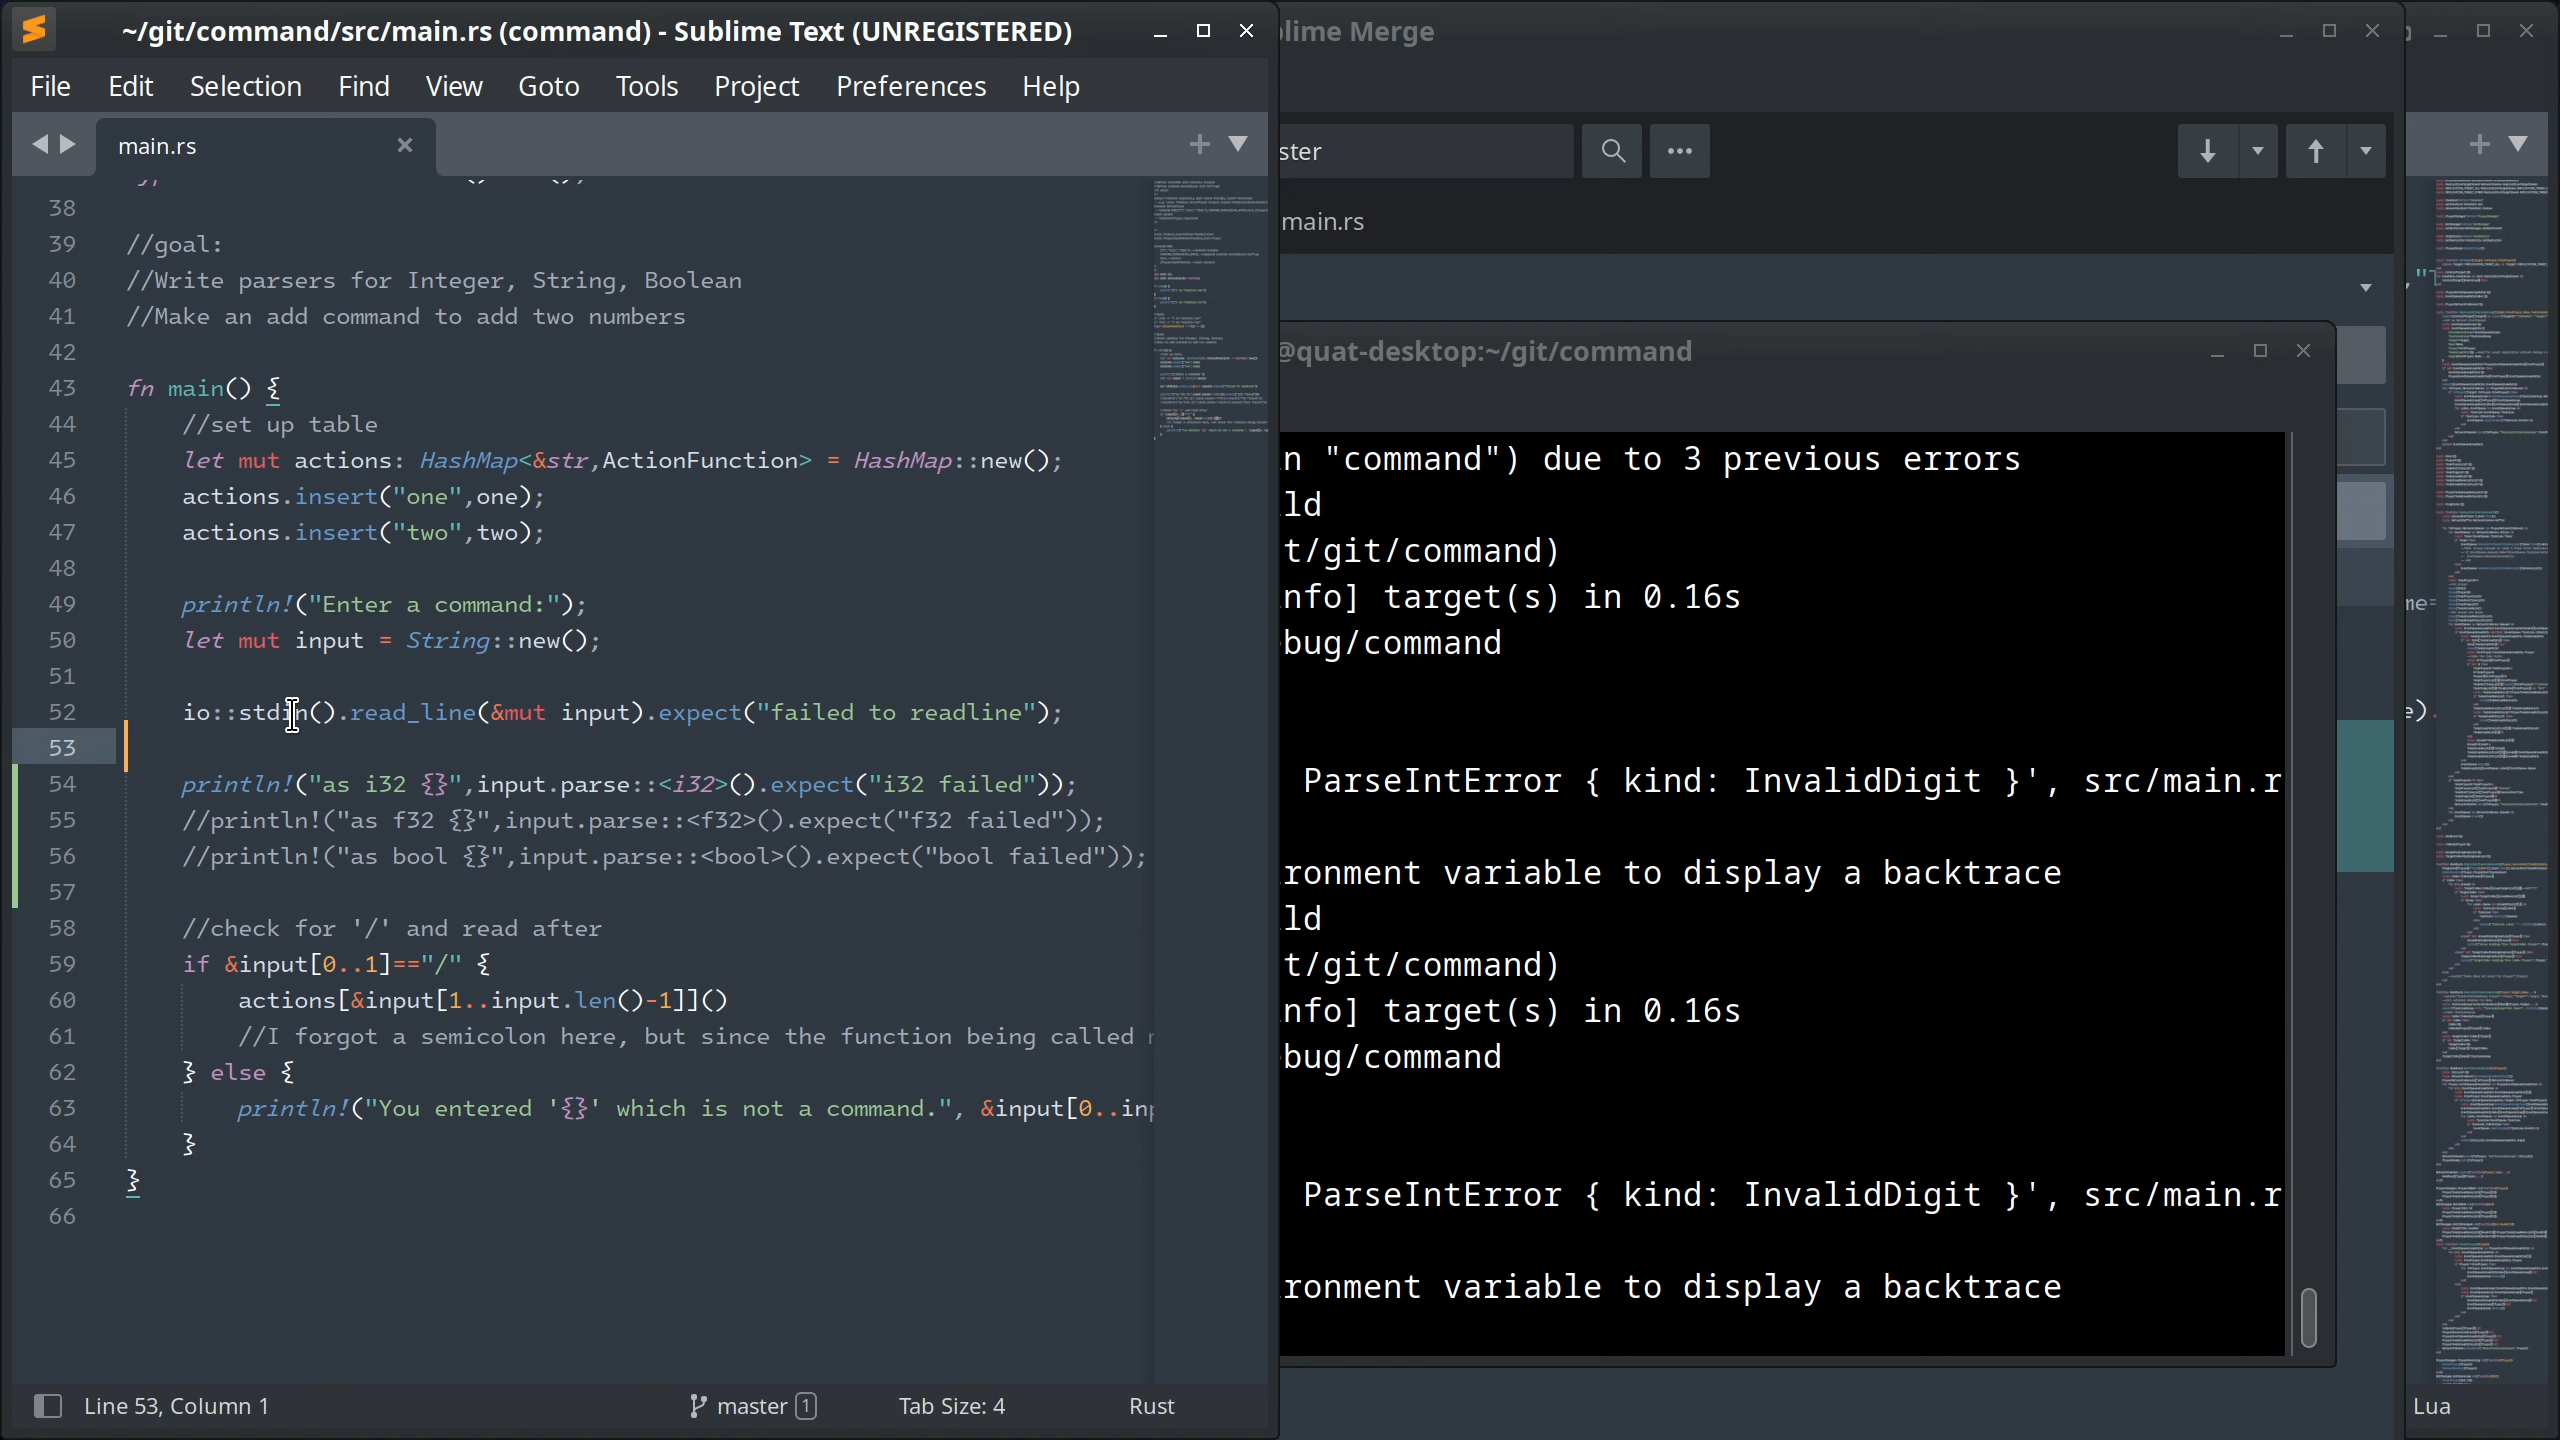 ~/git/command/src/main.rs (command) - Sublime Text (UNREGISTERED)
File Edit Selection Find View Goto Tools Project Preferences Help
main.rs
38
39 //goal:
40 //Write parsers for Integer, String, Boolean
41 //Make an add command to add two numbers
42
43 fn main() {
44 //set up table
45 let mut actions: HashMap<&str,ActionFunction> = HashMap::new();
46 actions.insert("one",one);
47 actions.insert("two",two);
48
49 println!("Enter a command:");
50 let mut input = String::new();
51
52 io::stdin().read_line(&mut input).expect("failed to readline");
53
54 println!("as i32 {}",input.parse::<i32>().expect("i32 failed"));
55 //println!("as f32 {}",input.parse::<f32>().expect("f32 failed"));
56 //println!("as bool {}",input.parse::<bool>().expect("bool failed"));
57
58 //check for '/' and read after
59 if &input[0..1]=="/" {
60 actions[&input[1..input.len()-1]]()
61 //I forgot a semicolon here, but since the function being called
62 } else {
63 println!("You entered '{}' which is not a command.", &input[0..inp
64 }
65 }
66
Line 53, Column 1
master 1
Tab Size: 4
Rust
lime Merge
ster
main.rs
@quat-desktop:~/git/command
n "command") due to 3 previous errors
ld
t/git/command)
nfo] target(s) in 0.16s
bug/command
ParseIntError { kind: InvalidDigit }', src/main.r
ronment variable to display a backtrace
ld
t/git/command)
nfo] target(s) in 0.16s
bug/command
ParseIntError { kind: InvalidDigit }', src/main.r
ronment variable to display a backtrace
,"T
me=
e).
Lua